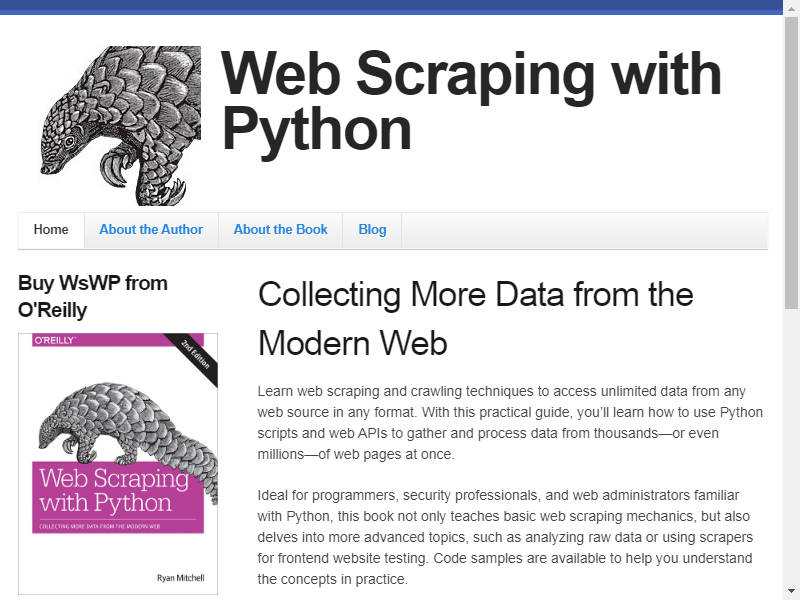 Web Scraping with
Python
Home
About the Author
About the Book
Blog
Buy WsWP from
O'Reilly
O'REILLY
2nd Edition
Web Scraping
with Python
COLLECTING MORE DATA FROM THE MODERN WEB
Ryan Mitchell
Collecting More Data from the
Modern Web
Learn web scraping and crawling techniques to access unlimited data from any
web source in any format. With this practical guide, you’ll learn how to use Python
scripts and web APIs to gather and process data from thousands—or even
millions—of web pages at once.
Ideal for programmers, security professionals, and web administrators familiar
with Python, this book not only teaches basic web scraping mechanics, but also
delves into more advanced topics, such as analyzing raw data or using scrapers
for frontend website testing. Code samples are available to help you understand
the concepts in practice.